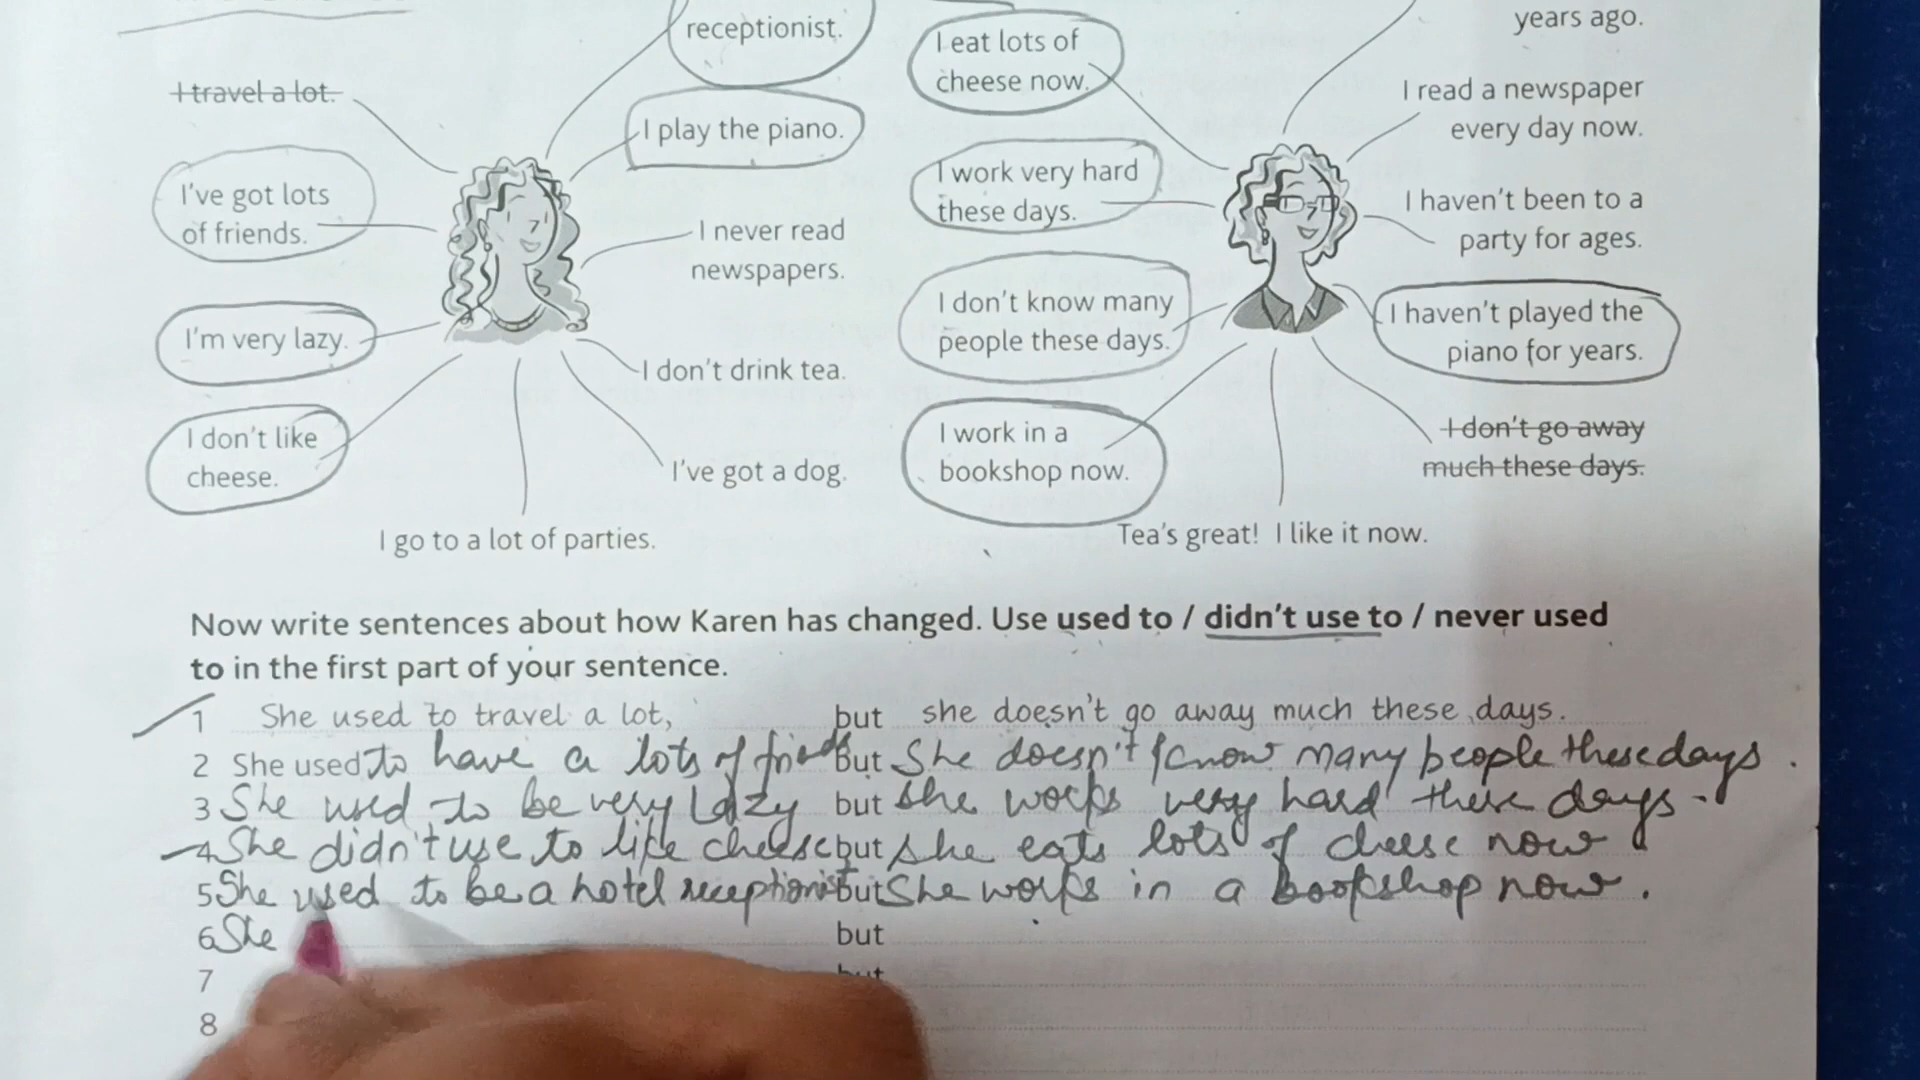 receptionist.
I travel a lot.
I play the piano.
I've got lots
of friends.
I never read
newspapers.
I'm very lazy.
I don't drink tea.
I don't like
cheese.
I've got a dog.
I go to a lot of parties.
I eat lots of
cheese now.
years ago.
I read a newspaper
every day now.
I work very hard
these days.
I haven't been to a
party for ages.
I don't know many
people these days.
I haven't played the
piano for years.
I work in a
bookshop now.
I don't go away
much these days.
Tea's great! I like it now.
Now write sentences about how Karen has changed. Use used to / didn't use to / never used
to in the first part of your sentence.
1 She used to travel a lot, but she doesn't go away much these days.
2 She used to have a lots of friends but She doesn't know many people these days.
3 She used to be very lazy but she works very hard these days.
4 She didn't use to like cheese but she eats lots of cheese now
5 She used to be a hotel receptionist but She works in a bookshop now.
6 She but
7 but
8